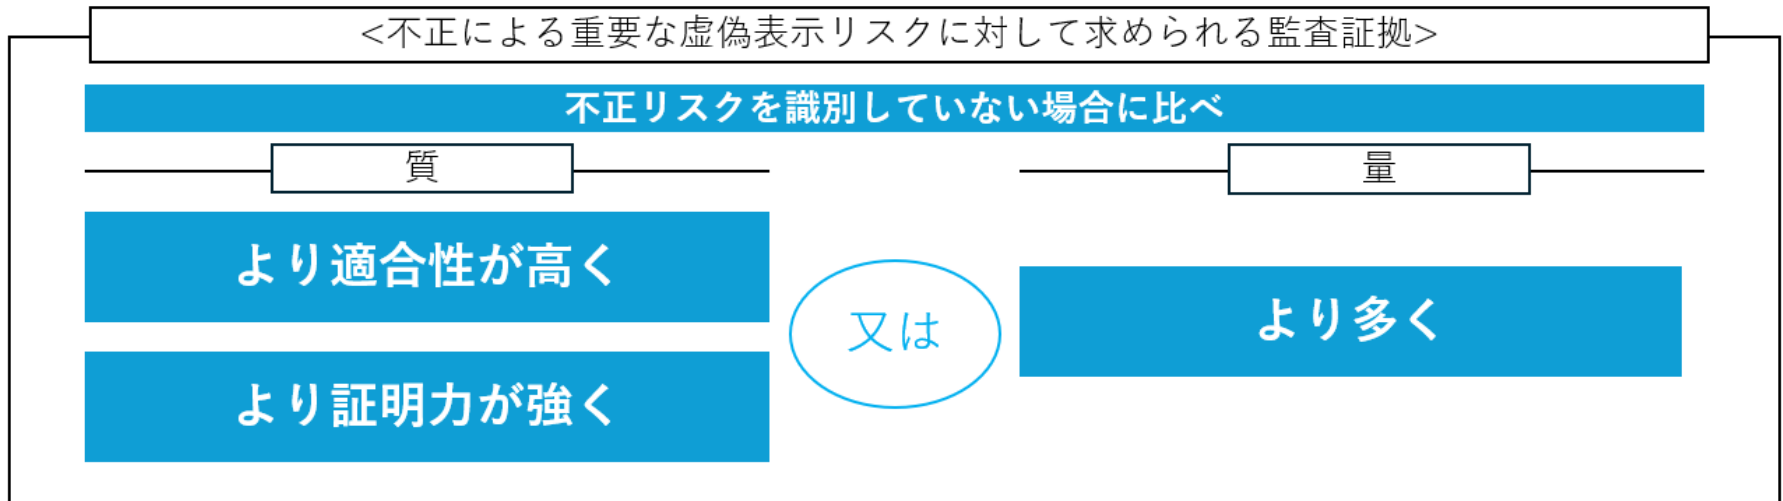 <不正による重要な虚偽表示リスクに対して求められる監査証拠>
不正リスクを識別していない場合に比べ
質
量
より適合性が高く
より証明力が強く
又は
より多く